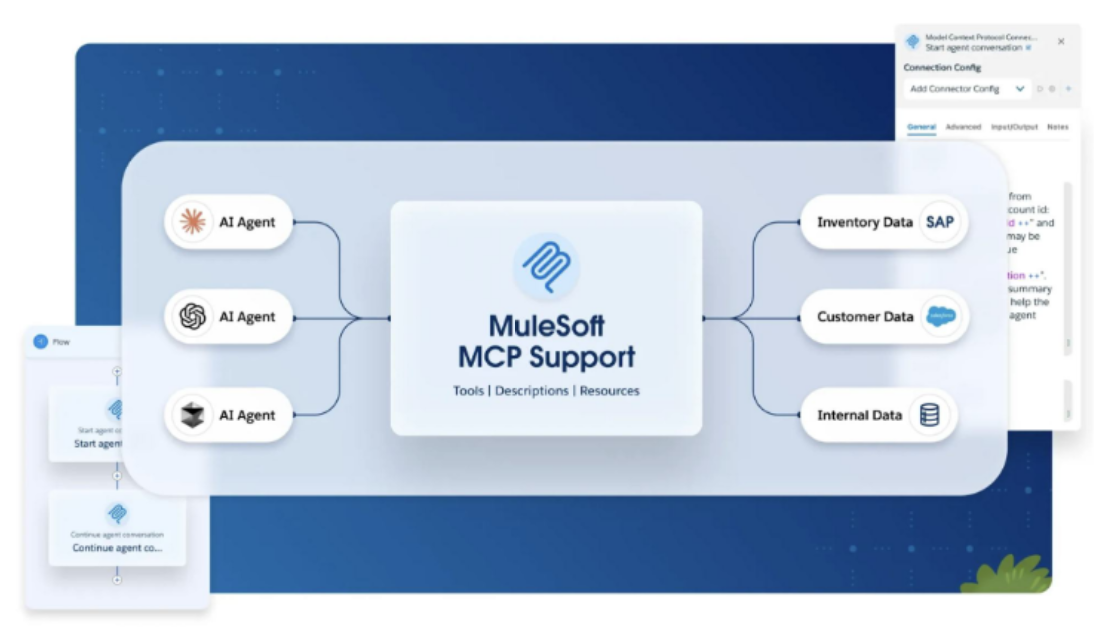 Model Context Protocol Connec...
Start agent conversation
Connection Config
Add Connector Config
General Advanced Input/Output Notes
from
count id:
id ++" and
may be
ue
tion ++".
summary
help the
agent
AI Agent
AI Agent
AI Agent
MuleSoft
MCP Support
Tools | Descriptions | Resources
Inventory Data SAP
Customer Data salesforce
Internal Data
Flow
Start agent co
Start agent
Continue agent conversation
Continue agent co...